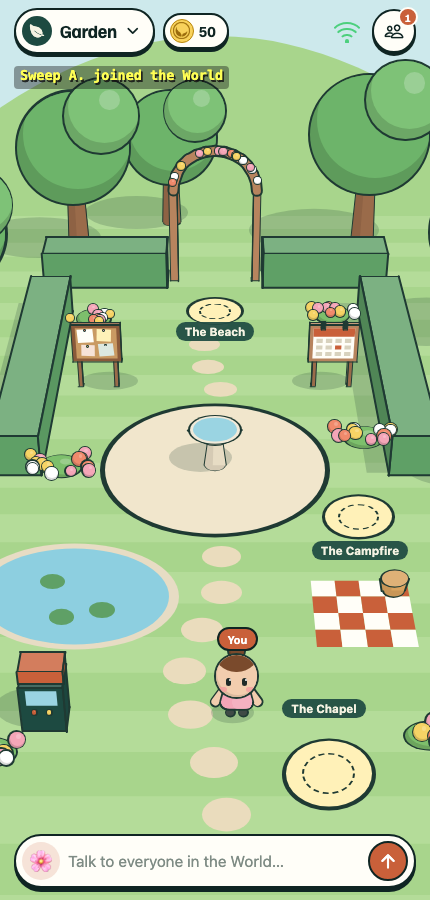 Garden
50
1
Sweep A. joined the World
The Beach
The Campfire
You
The Chapel
Talk to everyone in the World...